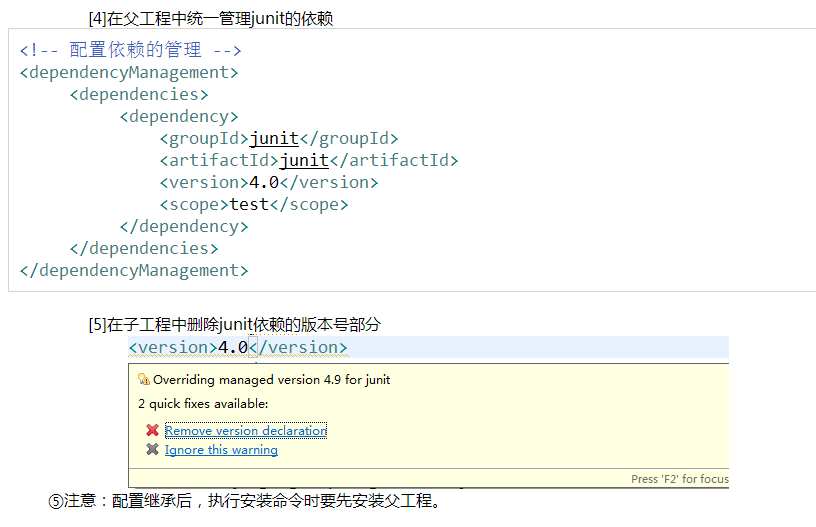 [4]在父工程中统一管理junit的依赖
<!-- 配置依赖的管理 -->
<dependencyManagement>
<dependencies>
<dependency>
<groupId>junit</groupId>
<artifactId>junit</artifactId>
<version>4.0</version>
<scope>test</scope>
</dependency>
</dependencies>
</dependencyManagement>
[5]在子工程中删除junit依赖的版本号部分
<version>4.0</version>
Overriding managed version 4.9 for junit
2 quick fixes available:
Remove version declaration
Ignore this warning
Press 'F2' for focus
⑤注意：配置继承后，执行安装命令时要先安装父工程。